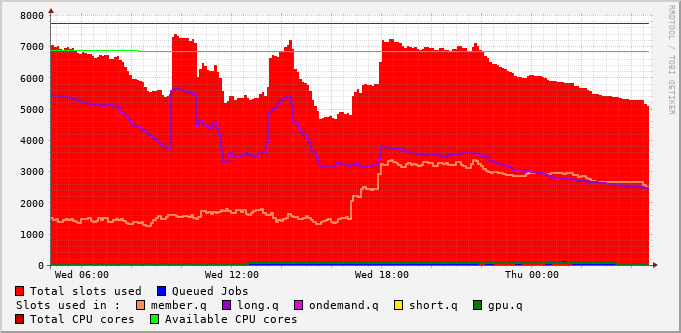 8000
7000
6000
5000
4000
3000
2000
1000
0
Wed 06:00 Wed 12:00 Wed 18:00 Thu 00:00
RRDTOOL / TOBI OETIKER
Total slots used Queued Jobs
Slots used in : member.q long.q ondemand.q short.q gpu.q
Total CPU cores Available CPU cores